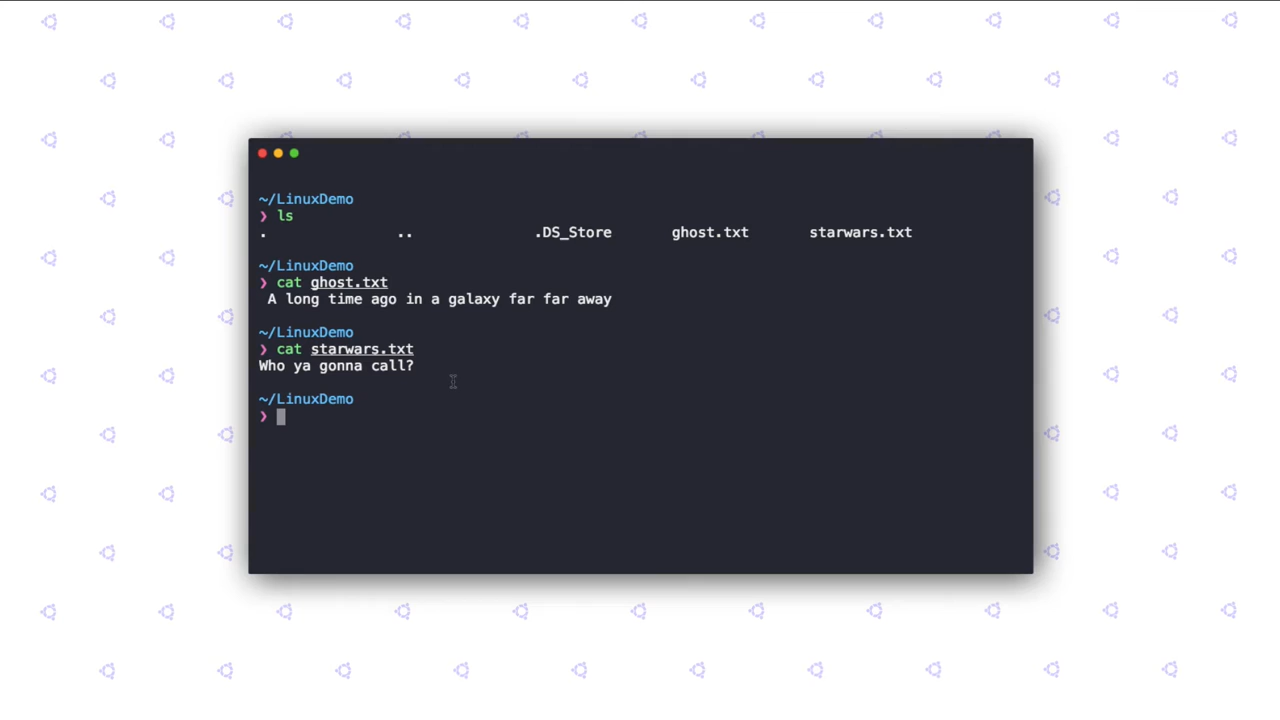 ~/LinuxDemo
❯ ls
. .. .DS_Store ghost.txt starwars.txt
~/LinuxDemo
❯ cat ghost.txt
A long time ago in a galaxy far far away
~/LinuxDemo
❯ cat starwars.txt
Who ya gonna call?
~/LinuxDemo
❯